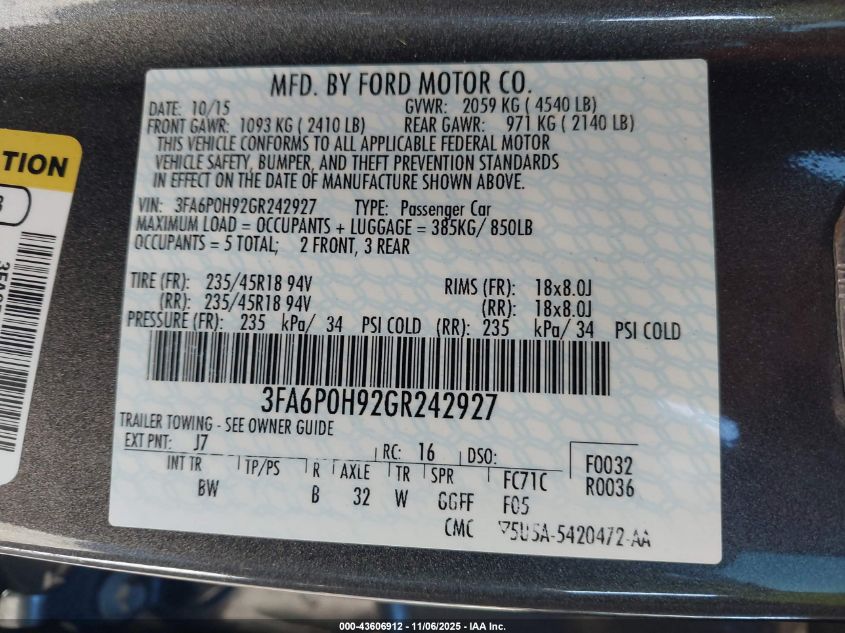 MFD. BY FORD MOTOR CO.
DATE: 10/15 GVWR: 2059 KG ( 4540 LB)
FRONT GAWR: 1093 KG ( 2410 LB) REAR GAWR: 971 KG ( 2140 LB)
THIS VEHICLE CONFORMS TO ALL APPLICABLE FEDERAL MOTOR
VEHICLE SAFETY, BUMPER, AND THEFT PREVENTION STANDARDS
IN EFFECT ON THE DATE OF MANUFACTURE SHOWN ABOVE.
VIN: 3FA6P0H92GR242927 TYPE: Passenger Car
MAXIMUM LOAD = OCCUPANTS + LUGGAGE = 385KG/ 850LB
OCCUPANTS = 5 TOTAL; 2 FRONT, 3 REAR
TIRE (FR): 235/45R18 94V RIMS (FR): 18x8.0J
(RR): 235/45R18 94V (RR): 18x8.0J
PRESSURE (FR): 235 kPa/ 34 PSI COLD (RR): 235 kPa/ 34 PSI COLD
3FA6P0H92GR242927
TRAILER TOWING - SEE OWNER GUIDE
EXT PNT: J7 RC: 16 DSO: F0032
INT TR TP/PS R AXLE TR SPR FC71C R0036
BW B 32 W GGFF F05
CMC 5U5A-5420472-AA
TION
000-43606912 - 11/06/2025 - IAA Inc.